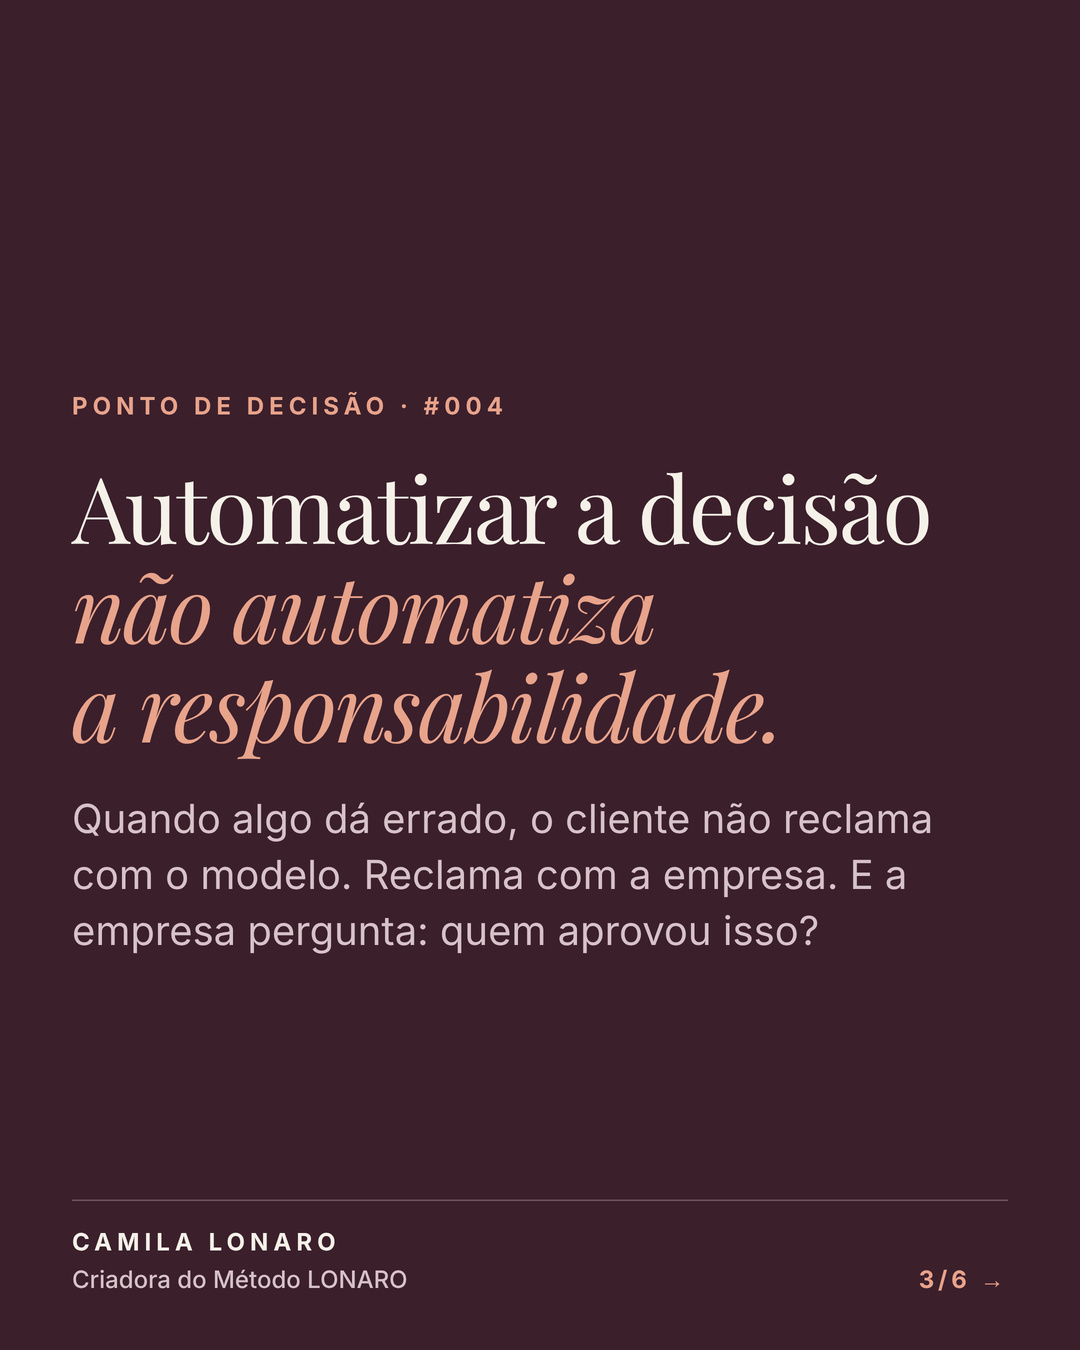 PONTO DE DECISÃO · #004
Automatizar a decisão
não automatiza
a responsabilidade.
Quando algo dá errado, o cliente não reclama
com o modelo. Reclama com a empresa. E a
empresa pergunta: quem aprovou isso?
CAMILA LONARO
Criadora do Método LONARO
3/6 →